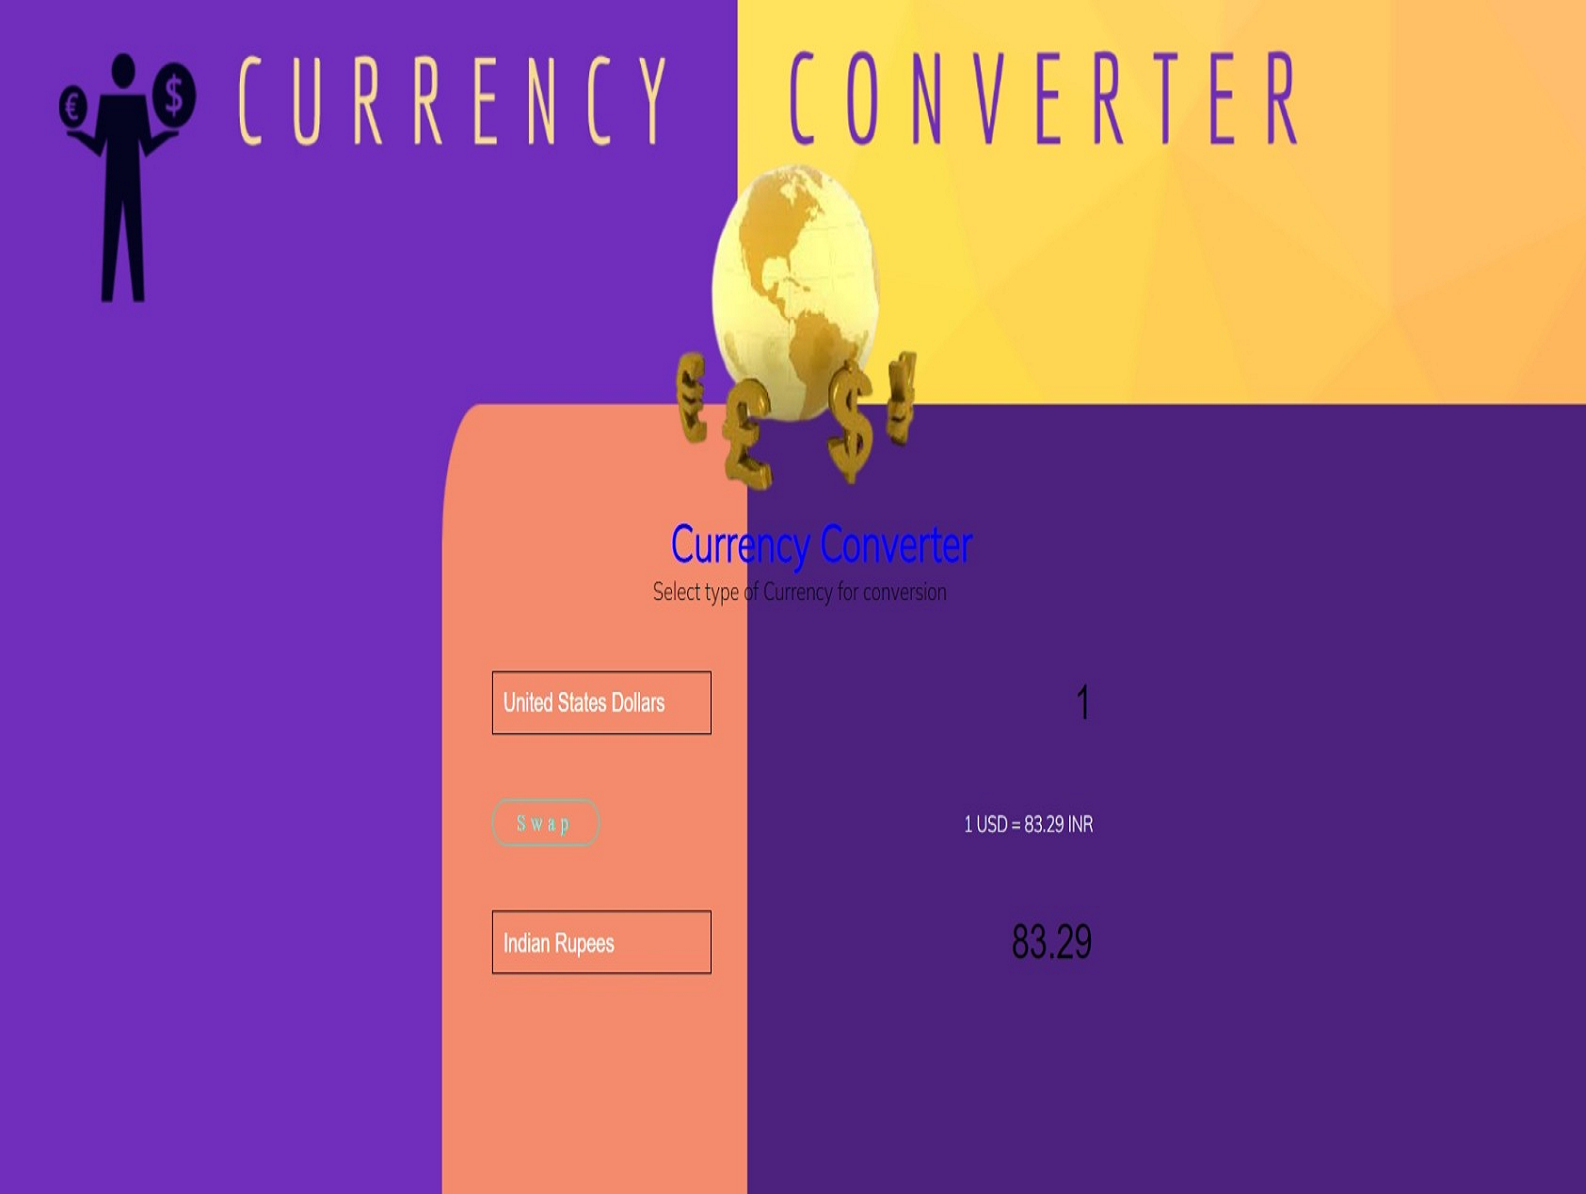 CURRENCY CONVERTER
Currency Converter
Select type of Currency for conversion
United States Dollars
1
Swap
1 USD = 83.29 INR
Indian Rupees
83.29